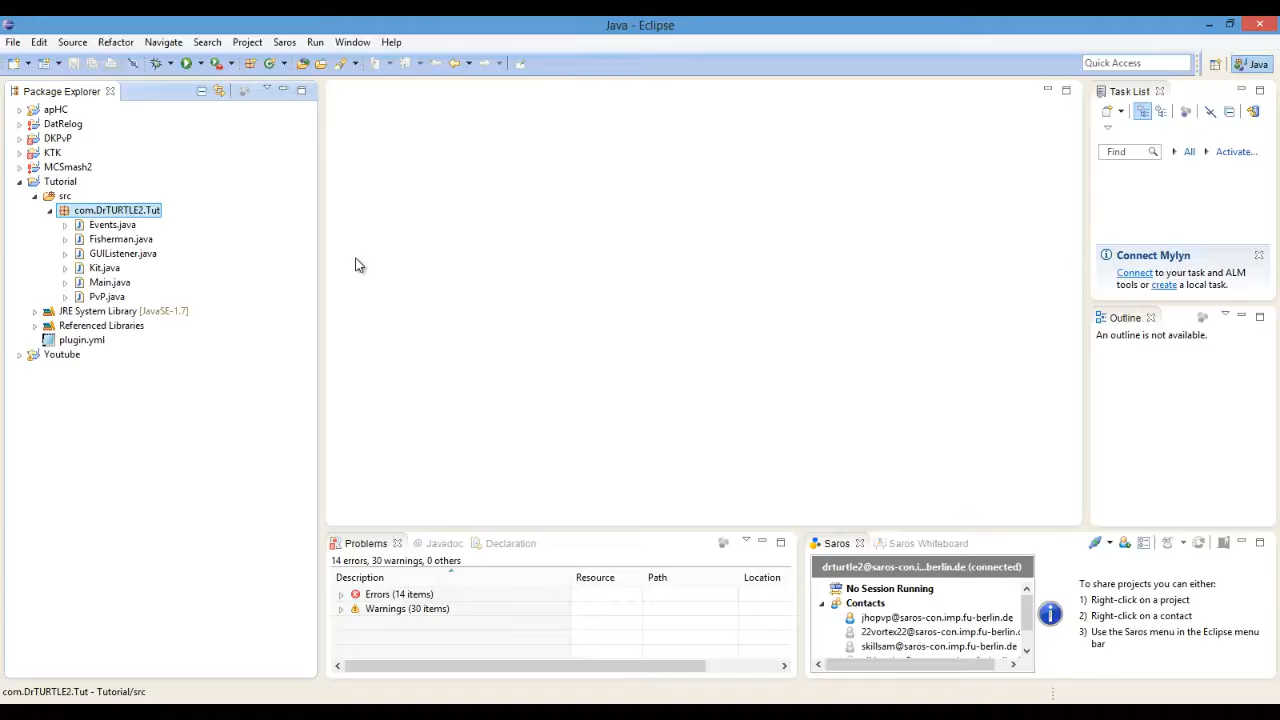 Java - Eclipse
File Edit Source Refactor Navigate Search Project Saros Run Window Help
Quick Access
Java
Package Explorer
apHC
DatRelog
DKPvP
KTK
MCSmash2
Tutorial
src
com.DrTURTLE2.Tut
Events.java
Fisherman.java
GUIListener.java
Kit.java
Main.java
PvP.java
JRE System Library [JavaSE-1.7]
Referenced Libraries
plugin.yml
Youtube
Task List
Find All Activate...
Connect Mylyn
Connect to your task and ALM
tools or create a local task.
Outline
An outline is not available.
Problems Javadoc Declaration
14 errors, 30 warnings, 0 others
Description Resource Path Location
Errors (14 items)
Warnings (30 items)
Saros Saros Whiteboard
drturtle2@saros-con.i...berlin.de (connected)
No Session Running
Contacts
jhopvp@saros-con.imp.fu-berlin.de
22vortex22@saros-con.imp.fu-berlin.c
skillsam@saros-con.imp.fu-berlin.de
To share projects you can either:
1) Right-click on a project
2) Right-click on a contact
3) Use the Saros menu in the Eclipse menu
bar
com.DrTURTLE2.Tut - Tutorial/src